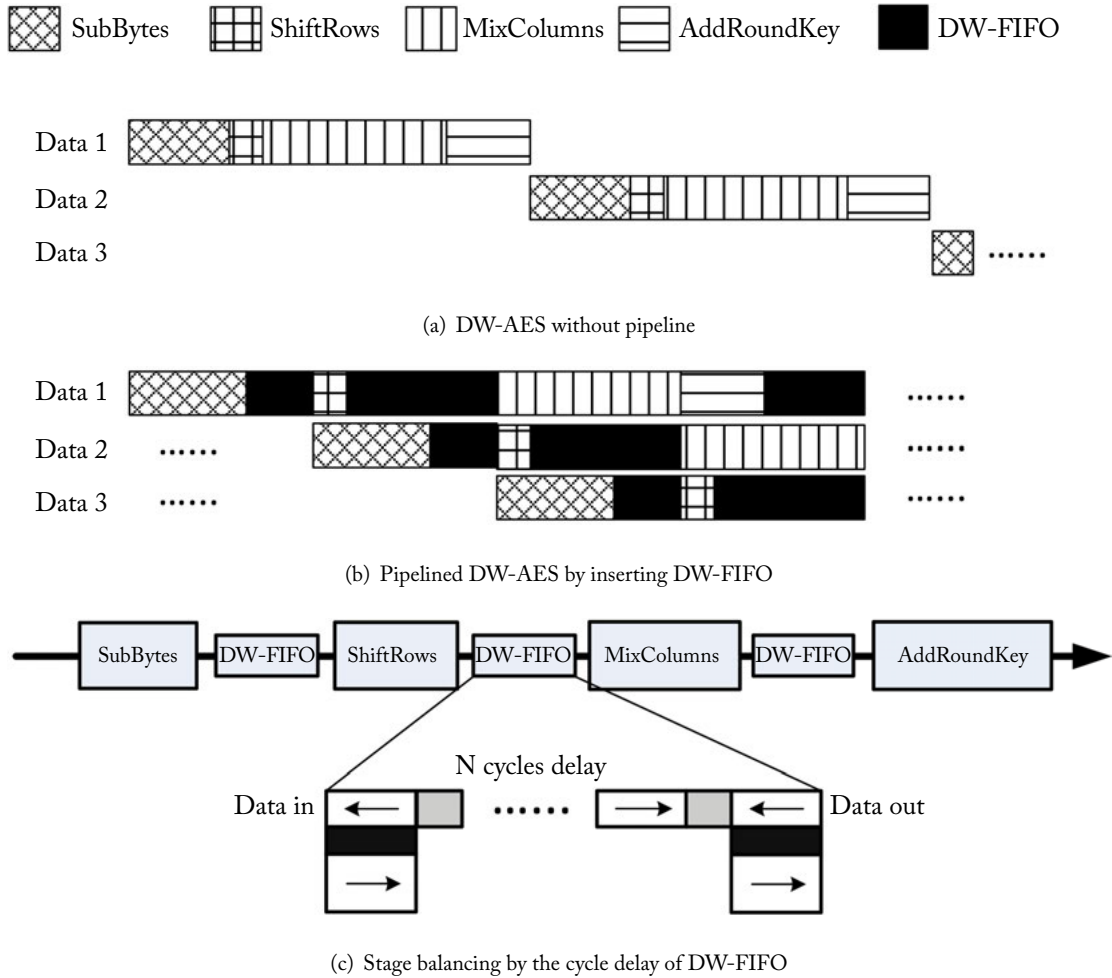 SubBytes ShiftRows MixColumns AddRoundKey DW-FIFO
Data 1
Data 2
Data 3 ......
(a) DW-AES without pipeline
Data 1 ......
Data 2 ...... ......
Data 3 ...... ......
(b) Pipelined DW-AES by inserting DW-FIFO
SubBytes DW-FIFO ShiftRows DW-FIFO MixColumns DW-FIFO AddRoundKey
N cycles delay
Data in ...... Data out
(c) Stage balancing by the cycle delay of DW-FIFO